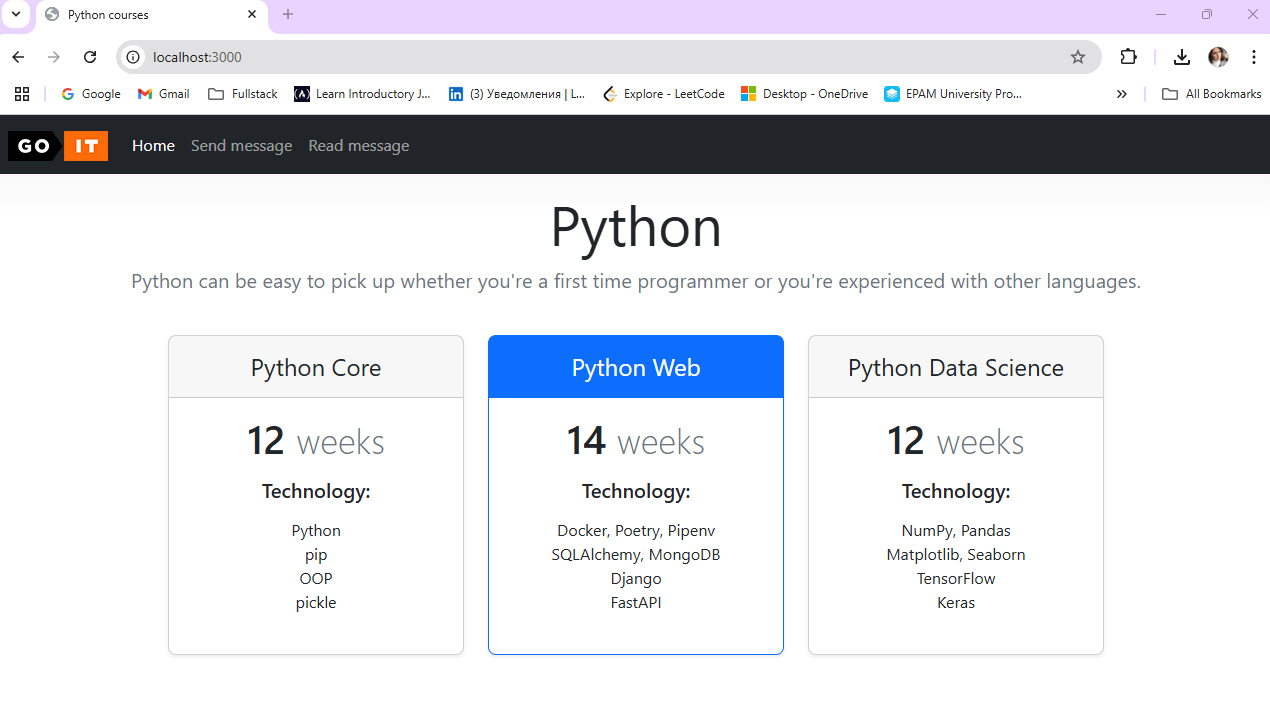 Python courses
localhost:3000
Google Gmail Fullstack Learn Introductory J... (3) Уведомления | L... Explore - LeetCode Desktop - OneDrive EPAM University Pro... All Bookmarks
GO IT Home Send message Read message
Python
Python can be easy to pick up whether you're a first time programmer or you're experienced with other languages.
Python Core
12 weeks
Technology:
Python
pip
OOP
pickle
Python Web
14 weeks
Technology:
Docker, Poetry, Pipenv
SQLAlchemy, MongoDB
Django
FastAPI
Python Data Science
12 weeks
Technology:
NumPy, Pandas
Matplotlib, Seaborn
TensorFlow
Keras